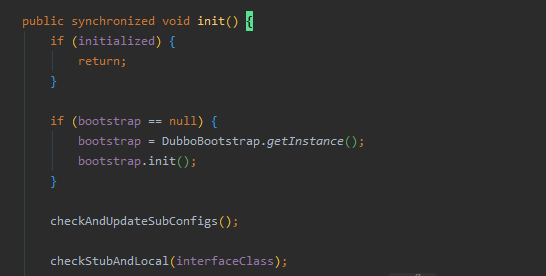 public synchronized void init() {
if (initialized) {
return;
}
if (bootstrap == null) {
bootstrap = DubboBootstrap.getInstance();
bootstrap.init();
}
checkAndUpdateSubConfigs();
checkStubAndLocal(interfaceClass);